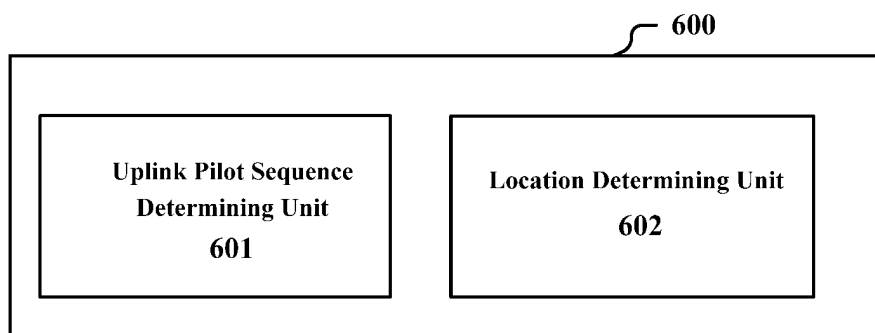 600
Uplink Pilot Sequence
Determining Unit
601
Location Determining Unit
602